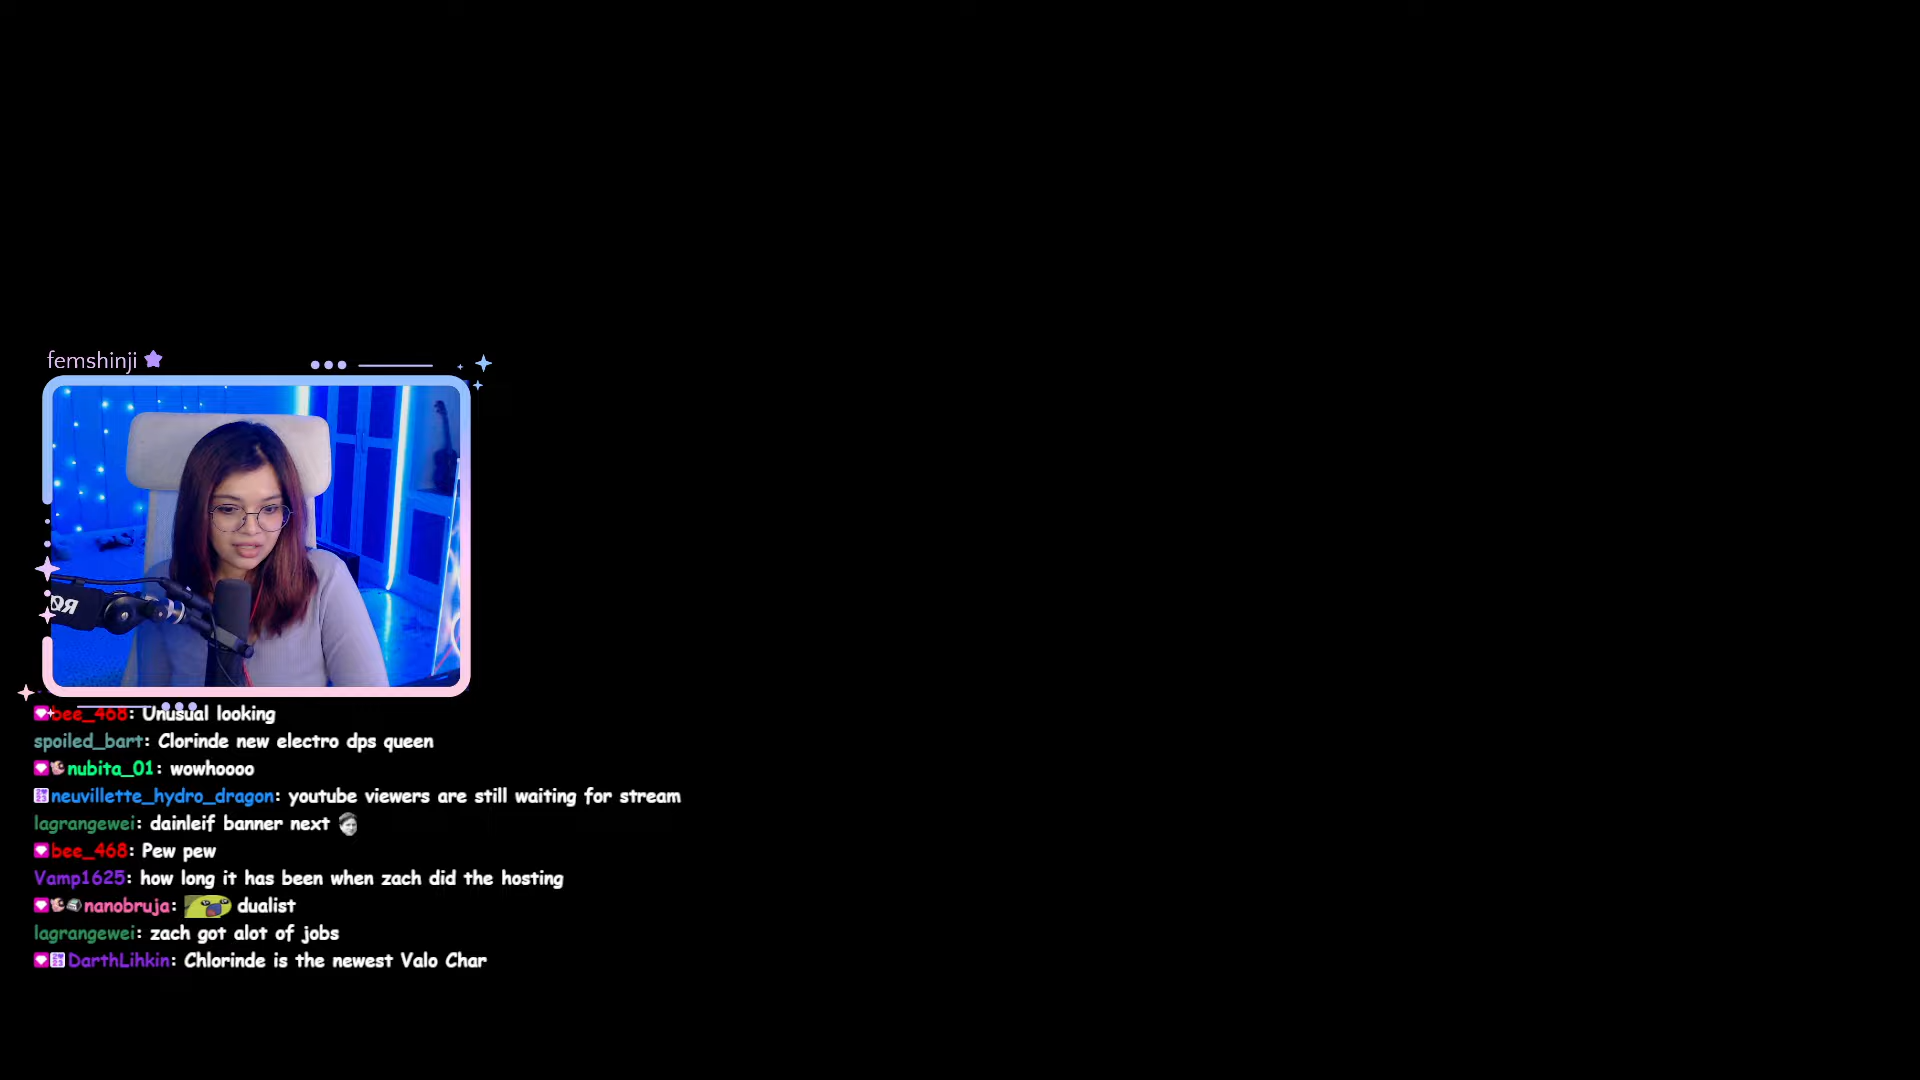 femshinji
bee_468: Unusual looking
spoiled_bart: Clorinde new electro dps queen
nubita_01: wowhoooo
neuvillette_hydro_dragon: youtube viewers are still waiting for stream
lagrangewei: dainleif banner next
bee_468: Pew pew
Vamp1625: how long it has been when zach did the hosting
nanobruja: dualist
lagrangewei: zach got alot of jobs
DarthLihkin: Chlorinde is the newest Valo Char